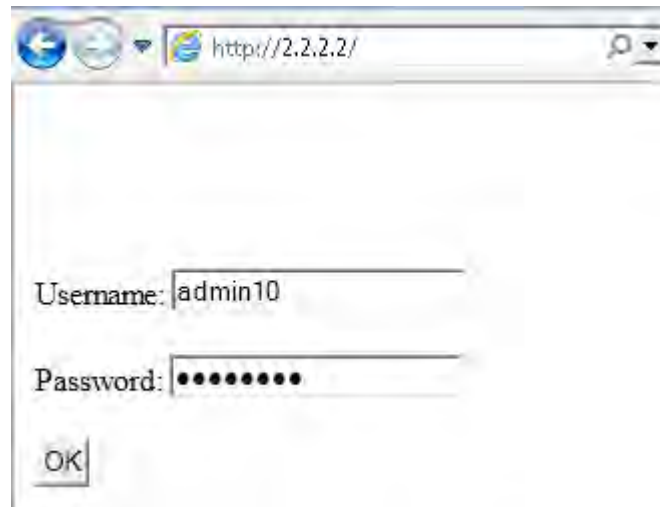 http://2.2.2.2/
Username: admin10
Password: ••••••••
OK